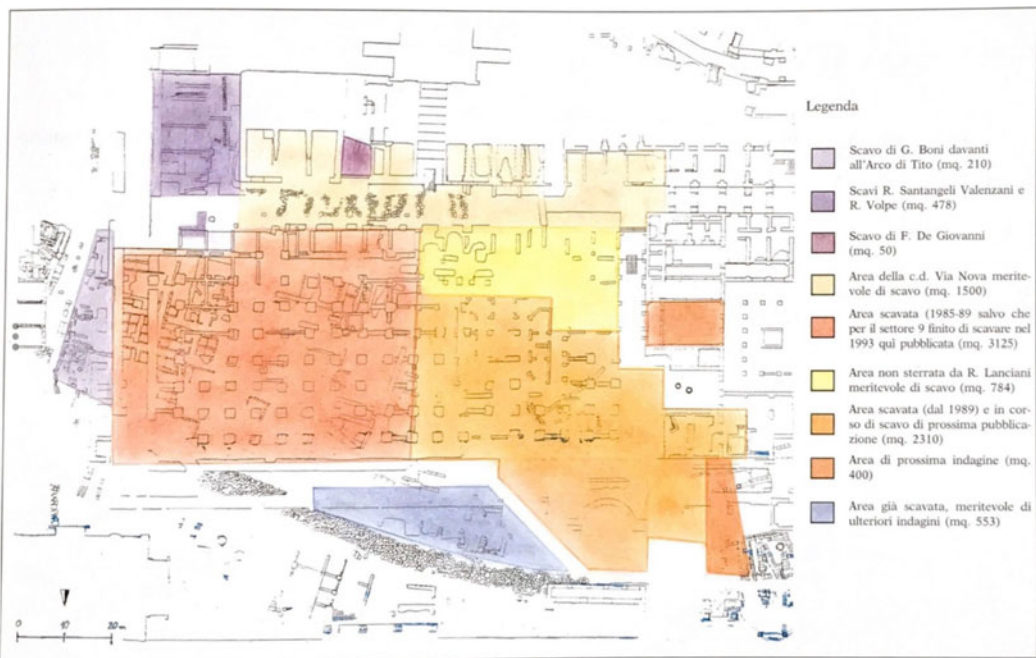 Legenda
Scavo di G. Boni davanti
all'Arco di Tito (mq. 210)
Scavi R. Santangeli Valenzani e
R. Volpe (mq. 478)
Scavo di F. De Giovanni
(mq. 50)
Area della c.d. Via Nova merite-
vole di scavo (mq. 1500)
Area scavata (1985-89 salvo che
per il settore 9 finito di scavare nel
1993 quì pubblicata (mq. 3125)
Area non sterrata da R. Lanciani
meritevole di scavo (mq. 784)
Area scavata (dal 1989) e in cor-
so di scavo di prossima pubblica-
zione (mq. 2310)
Area di prossima indagine (mq.
400)
Area già scavata, meritevole di
ulteriori indagini (mq. 553)
0 10 20 m.